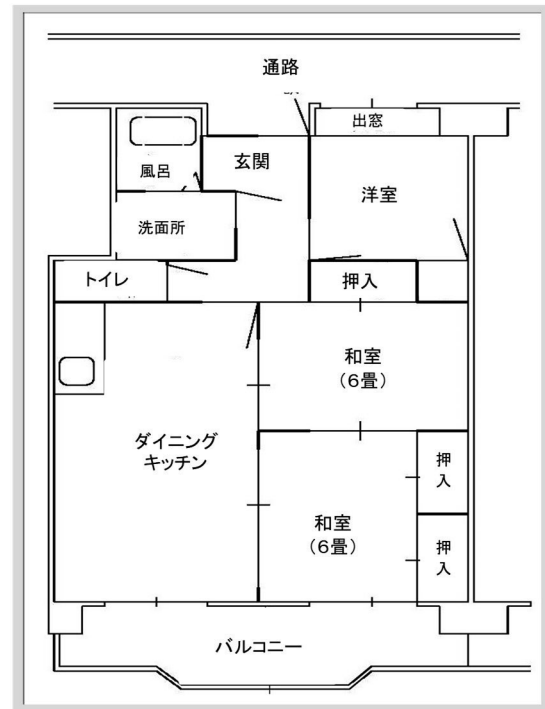 通路
出窓
玄関
風呂
洋室
洗面所
トイレ
押入
和室
（６畳）
ダイニング
キッチン
押
入
和室
（６畳）
押
入
バルコニー